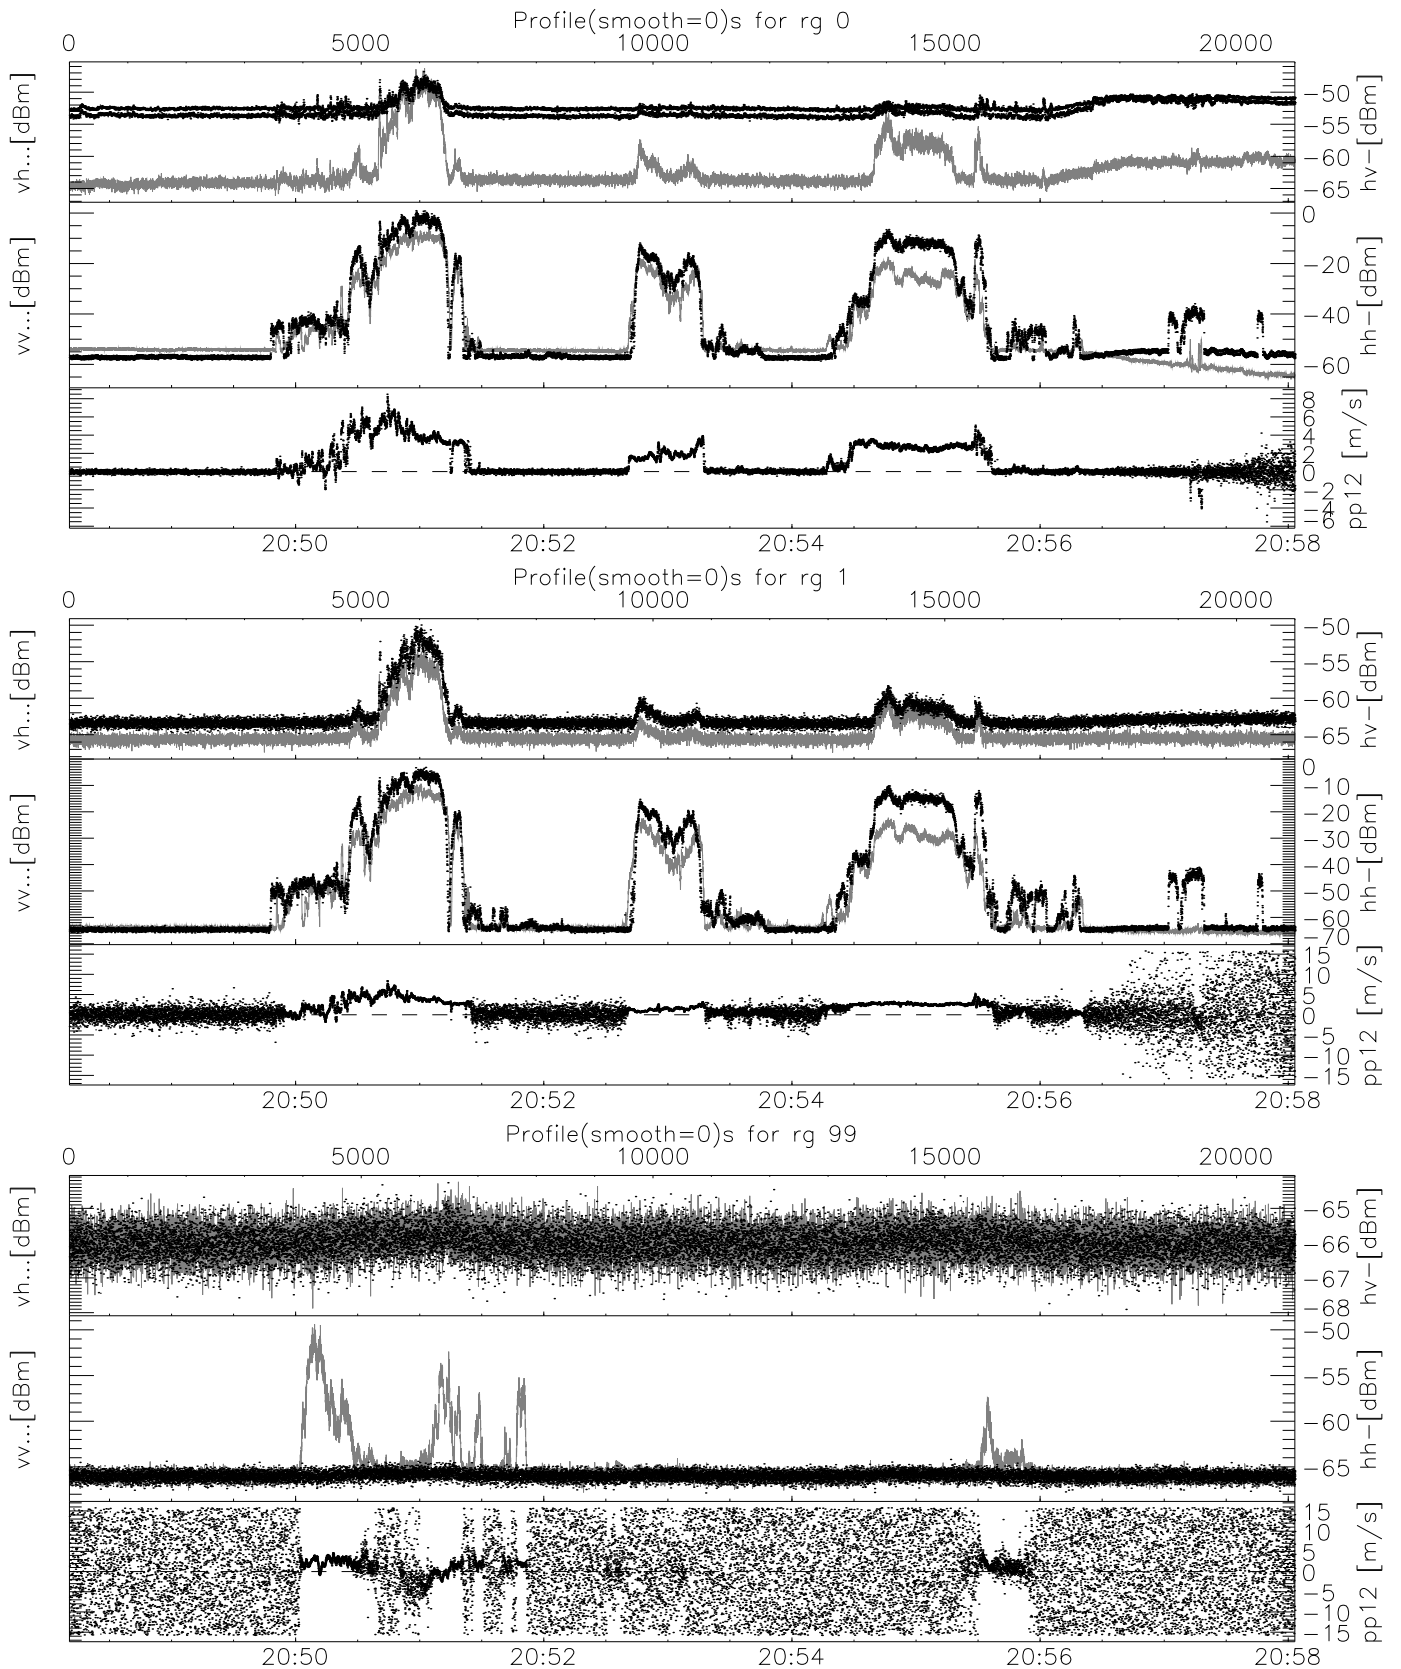 Profile(smooth=0)s for rg 0
0 5000 10000 15000 20000
vh...[dBm]
-50
-55
-60
-65
hv-[dBm]
vv...[dBm]
0
-20
-40
-60
hh-[dBm]
8
6
4
2
0
-2
-4
-6
pp12 [m/s]
20:50 20:52 20:54 20:56 20:58
Profile(smooth=0)s for rg 1
0 5000 10000 15000 20000
vh...[dBm]
-50
-55
-60
-65
hv-[dBm]
vv...[dBm]
0
-10
-20
-30
-40
-50
-60
-70
hh-[dBm]
15
10
5
0
-5
-10
-15
pp12 [m/s]
20:50 20:52 20:54 20:56 20:58
Profile(smooth=0)s for rg 99
0 5000 10000 15000 20000
vh...[dBm]
-65
-66
-67
-68
hv-[dBm]
vv...[dBm]
-50
-55
-60
-65
hh-[dBm]
15
10
5
0
-5
-10
-15
pp12 [m/s]
20:50 20:52 20:54 20:56 20:58